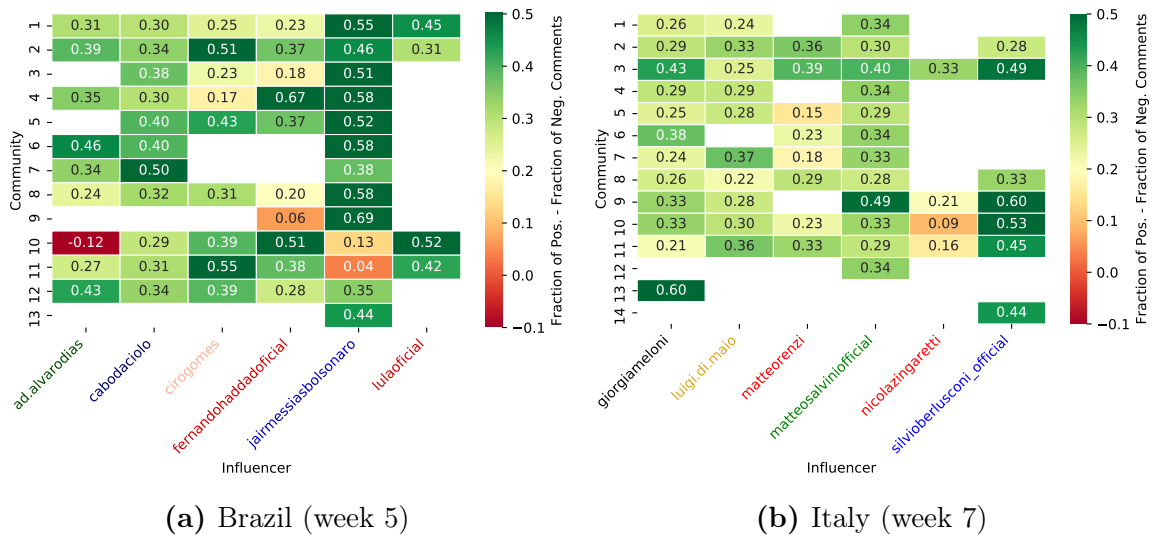 1 0.31 0.30 0.25 0.23 0.55 0.45
2 0.39 0.34 0.51 0.37 0.46 0.31
3 0.38 0.23 0.18 0.51
4 0.35 0.30 0.17 0.67 0.58
5 0.40 0.43 0.37 0.52
6 0.46 0.40 0.58
7 0.34 0.50 0.38
8 0.24 0.32 0.31 0.20 0.58
9 0.06 0.69
10 -0.12 0.29 0.39 0.51 0.13 0.52
11 0.27 0.31 0.55 0.38 0.04 0.42
12 0.43 0.34 0.39 0.28 0.35
13 0.44
Community
ad.alvarodias
cabodaciolo
cirogomes
fernandohaddadoficial
jairmessiasbolsonaro
lulaoficial
Influencer
0.5
0.4
0.3
0.2
0.1
0.0
−0.1
Fraction of Pos. - Fraction of Neg. Comments
(a) Brazil (week 5)
1 0.26 0.24 0.34
2 0.29 0.33 0.36 0.30 0.28
3 0.43 0.25 0.39 0.40 0.33 0.49
4 0.29 0.29 0.34
5 0.25 0.28 0.15 0.29
6 0.38 0.23 0.34
7 0.24 0.37 0.18 0.33
8 0.26 0.22 0.29 0.28 0.33
9 0.33 0.28 0.49 0.21 0.60
10 0.33 0.30 0.23 0.33 0.09 0.53
11 0.21 0.36 0.33 0.29 0.16 0.45
12 0.34
13 0.60
14 0.44
Community
giorgiameloni
luigi.di.maio
matteorenzi
matteosalviniofficial
nicolazingaretti
silvioberlusconi_official
Influencer
0.5
0.4
0.3
0.2
0.1
0.0
−0.1
Fraction of Pos. - Fraction of Neg. Comments
(b) Italy (week 7)